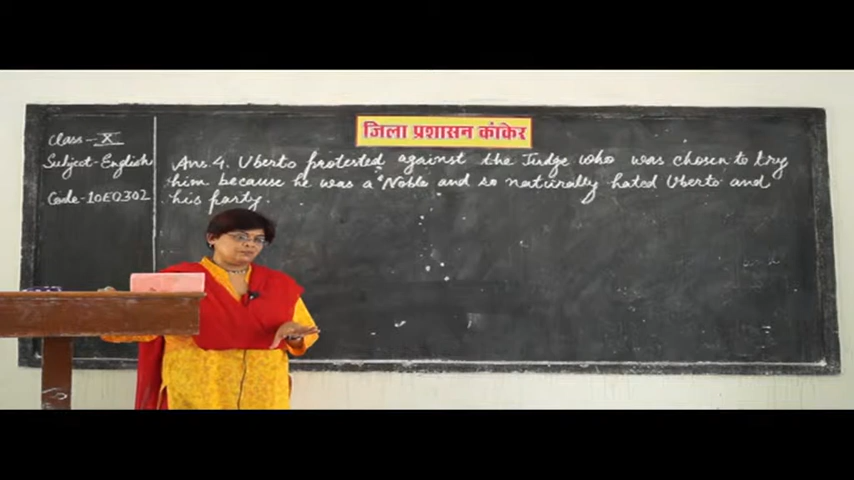 जिला प्रशासन कांकेर
Class - X
Subject - English
Code - 10EQ302
Ans. 4. Uberto protested against the Judge who was chosen to try
him because he was a Noble and so naturally hated Uberto and
his party.